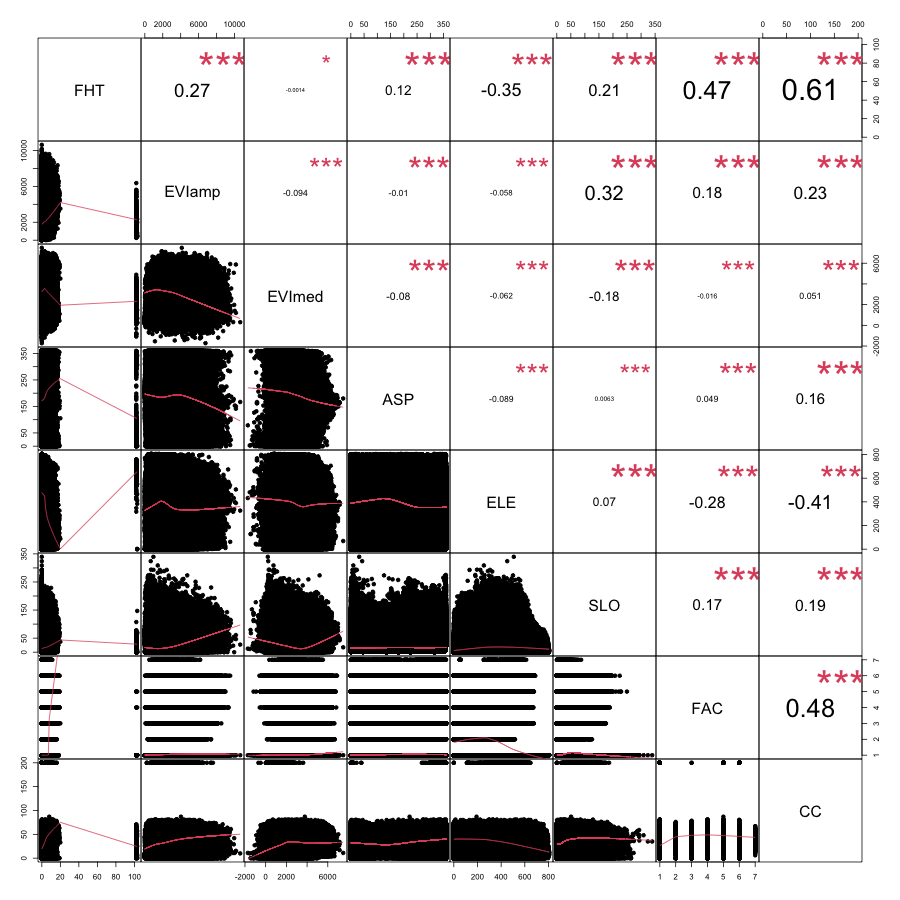 0 2000 6000 10000 0 50 150 250 350 0 50 150 250 350 0 50 100 150 200
FHT 0.27 *** -0.0014 * 0.12 *** -0.35 *** 0.21 *** 0.47 *** 0.61 *** 0 20 40 60 80 100
0 2000 6000 10000 EVIamp -0.094 *** -0.01 *** -0.058 *** 0.32 *** 0.18 *** 0.23 ***
EVImed -0.08 *** -0.062 *** -0.18 *** -0.016 *** 0.051 *** -2000 0 2000 4000 6000
0 50 150 250 350 ASP -0.089 *** 0.0063 *** 0.049 *** 0.16 ***
ELE 0.07 *** -0.28 *** -0.41 *** 0 200 400 600 800
0 50 150 250 350 SLO 0.17 *** 0.19 ***
FAC 0.48 *** 1 2 3 4 5 6 7
0 50 100 150 200 CC
0 20 40 60 80 100 -2000 2000 6000 0 200 400 600 800 1 2 3 4 5 6 7